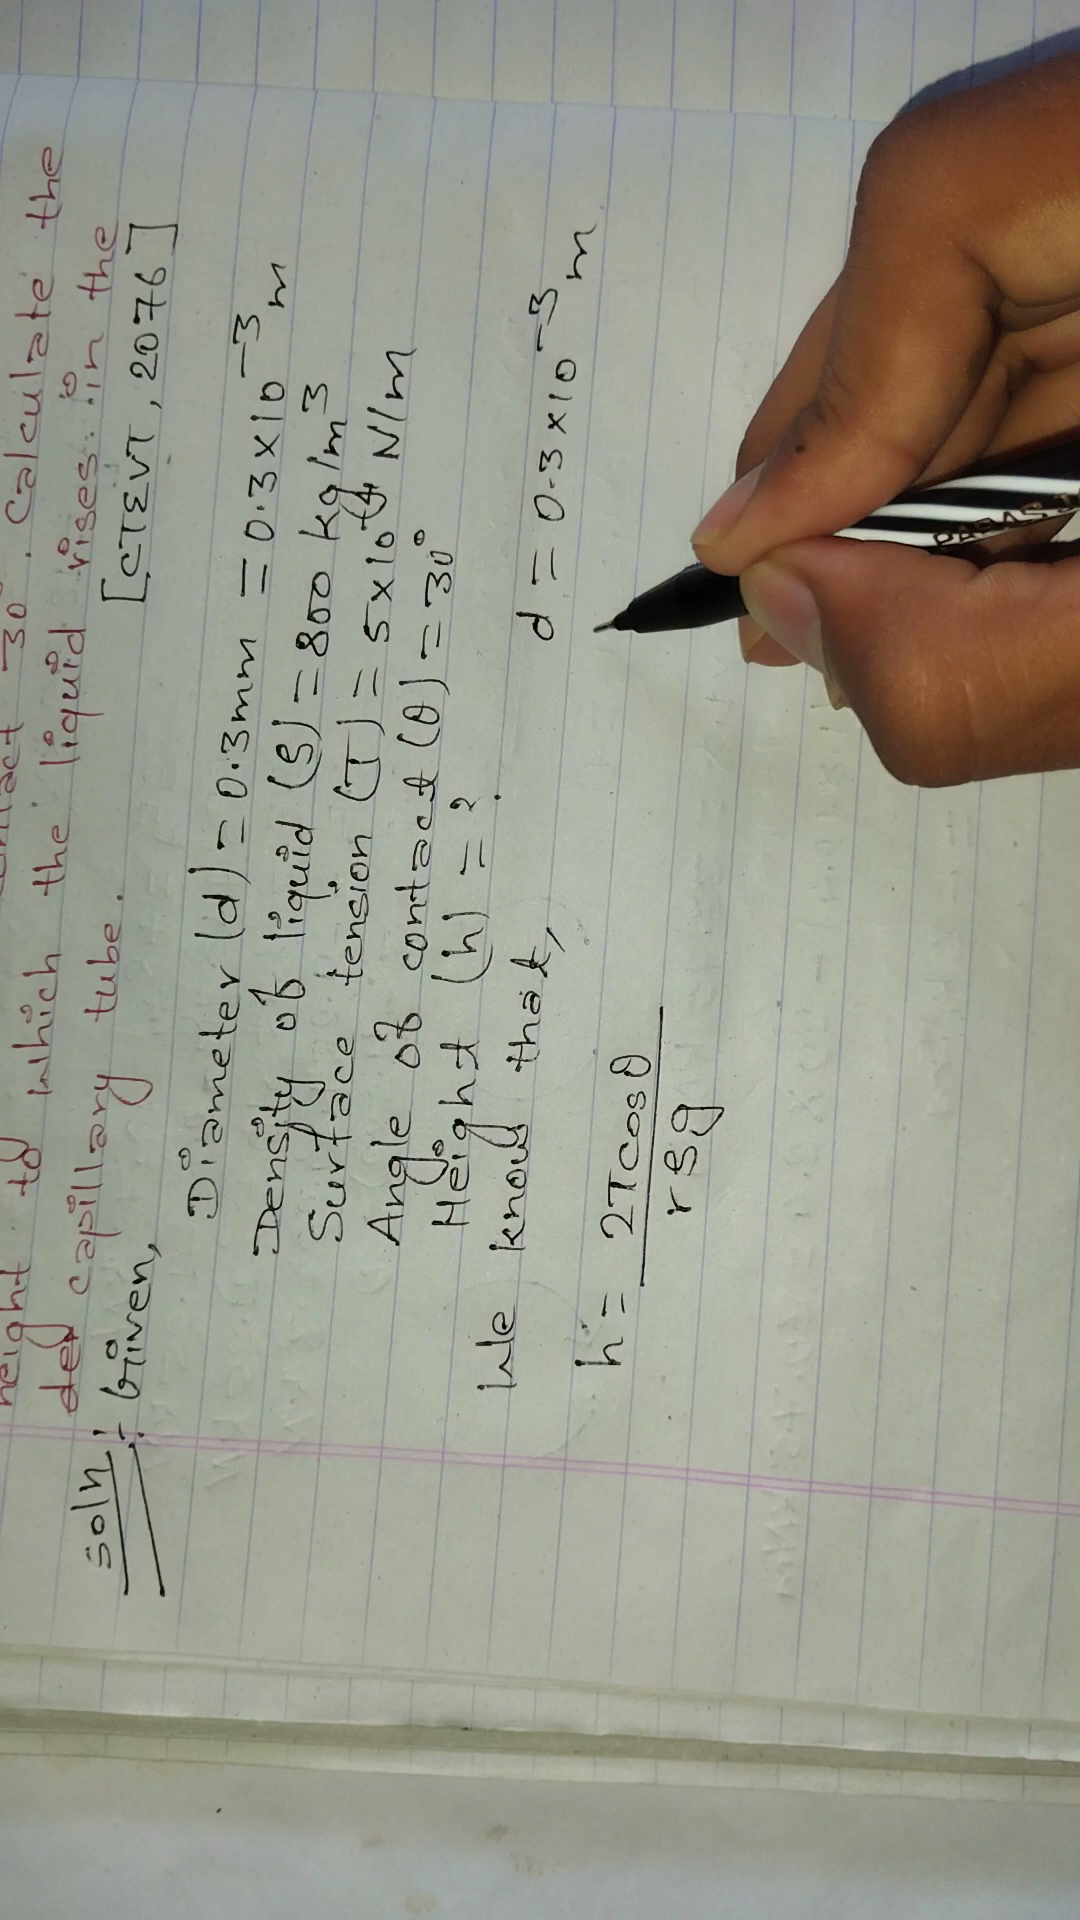 height to which the liquid rises in the
contact 30°. Calculate the
def capillary tube.
[CTEVT, 2076]
soln: Given,
Diameter (d) = 0.3mm = 0.3×10⁻³ m
Density of liquid (ρ) = 800 kg/m³
Surface tension (T) = 5×10 N/m
Angle of contact (θ) = 30°
Height (h) = ?
We know that,
d = 0.3×10⁻³ m
h = 2Tcosθ
rρg
PARAS